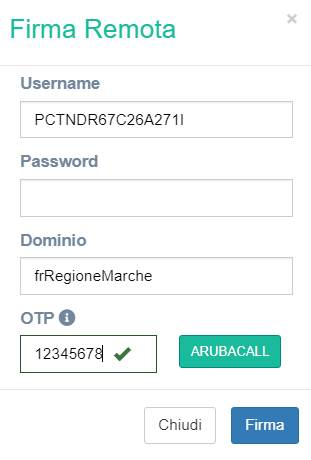 Firma Remota
×
Username
PCTNDR67C26A271I
Password
Dominio
frRegioneMarche
OTP
12345678
ARUBACALL
Chiudi
Firma